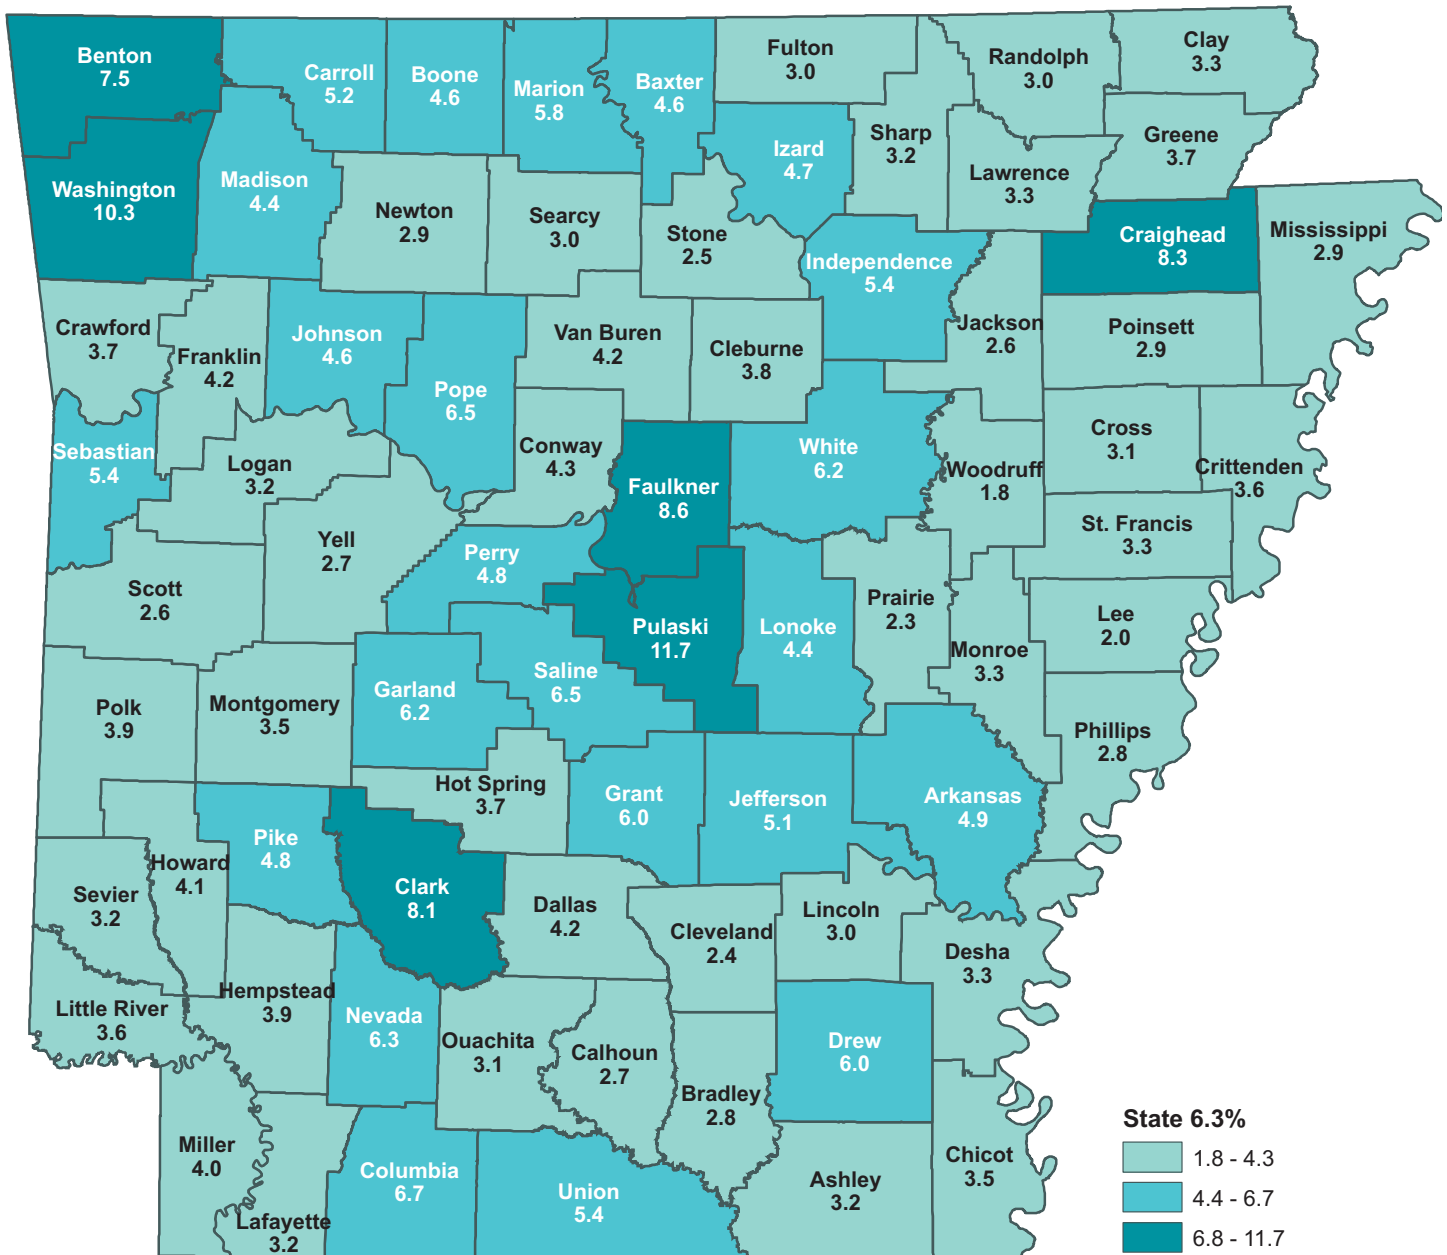 Benton
7.5
Carroll
5.2
Boone
4.6
Marion
5.8
Baxter
4.6
Fulton
3.0
Randolph
3.0
Clay
3.3
Washington
10.3
Madison
4.4
Newton
2.9
Searcy
3.0
Stone
2.5
Izard
4.7
Sharp
3.2
Lawrence
3.3
Greene
3.7
Independence
5.4
Craighead
8.3
Mississippi
2.9
Crawford
3.7
Franklin
4.2
Johnson
4.6
Pope
6.5
Van Buren
4.2
Cleburne
3.8
Jackson
2.6
Poinsett
2.9
Sebastian
5.4
Logan
3.2
Conway
4.3
Faulkner
8.6
White
6.2
Woodruff
1.8
Cross
3.1
Crittenden
3.6
St. Francis
3.3
Scott
2.6
Yell
2.7
Perry
4.8
Pulaski
11.7
Lonoke
4.4
Prairie
2.3
Monroe
3.3
Lee
2.0
Polk
3.9
Montgomery
3.5
Garland
6.2
Saline
6.5
Phillips
2.8
Hot Spring
3.7
Grant
6.0
Jefferson
5.1
Arkansas
4.9
Sevier
3.2
Howard
4.1
Pike
4.8
Clark
8.1
Dallas
4.2
Cleveland
2.4
Lincoln
3.0
Desha
3.3
Little River
3.6
Hempstead
3.9
Nevada
6.3
Ouachita
3.1
Calhoun
2.7
Bradley
2.8
Drew
6.0
Miller
4.0
Lafayette
3.2
Columbia
6.7
Union
5.4
Ashley
3.2
Chicot
3.5
State 6.3%
1.8 - 4.3
4.4 - 6.7
6.8 - 11.7